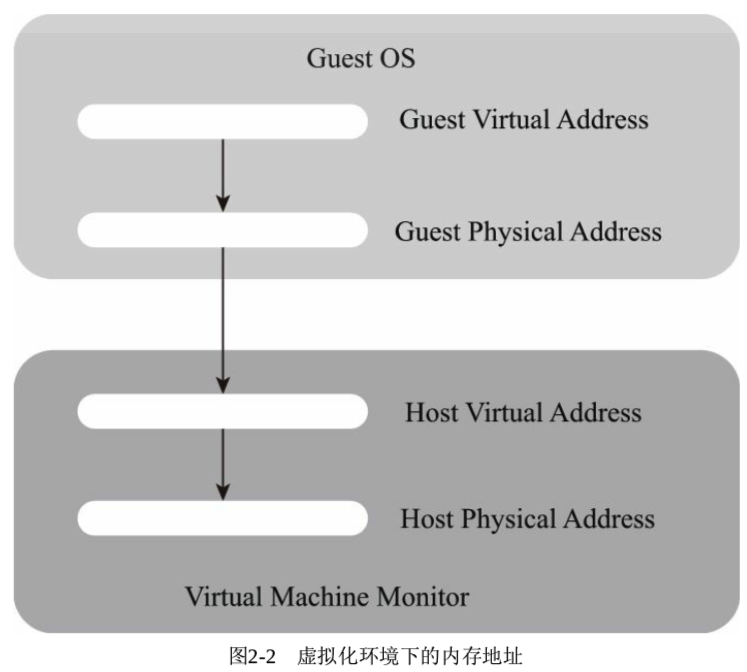 Guest OS
Guest Virtual Address
Guest Physical Address
Host Virtual Address
Host Physical Address
Virtual Machine Monitor
图2-2 虚拟化环境下的内存地址